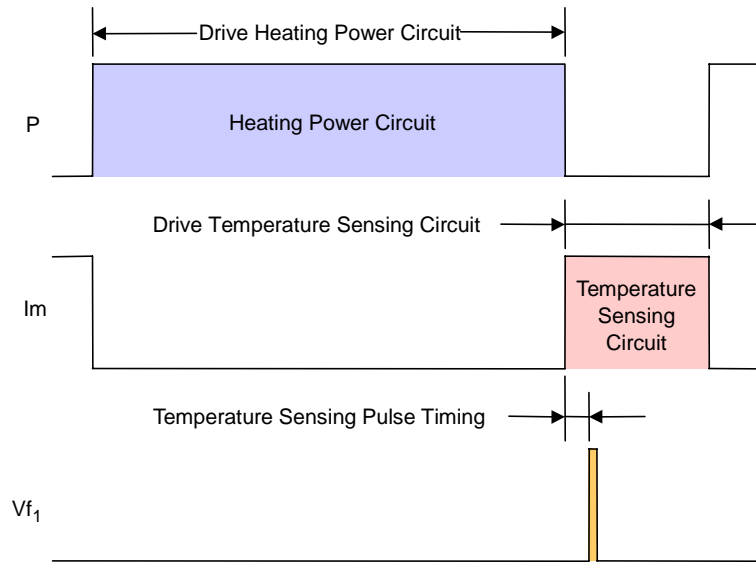 Drive Heating Power Circuit
P
Heating Power Circuit
Drive Temperature Sensing Circuit
Im
Temperature
Sensing
Circuit
Temperature Sensing Pulse Timing
Vf1